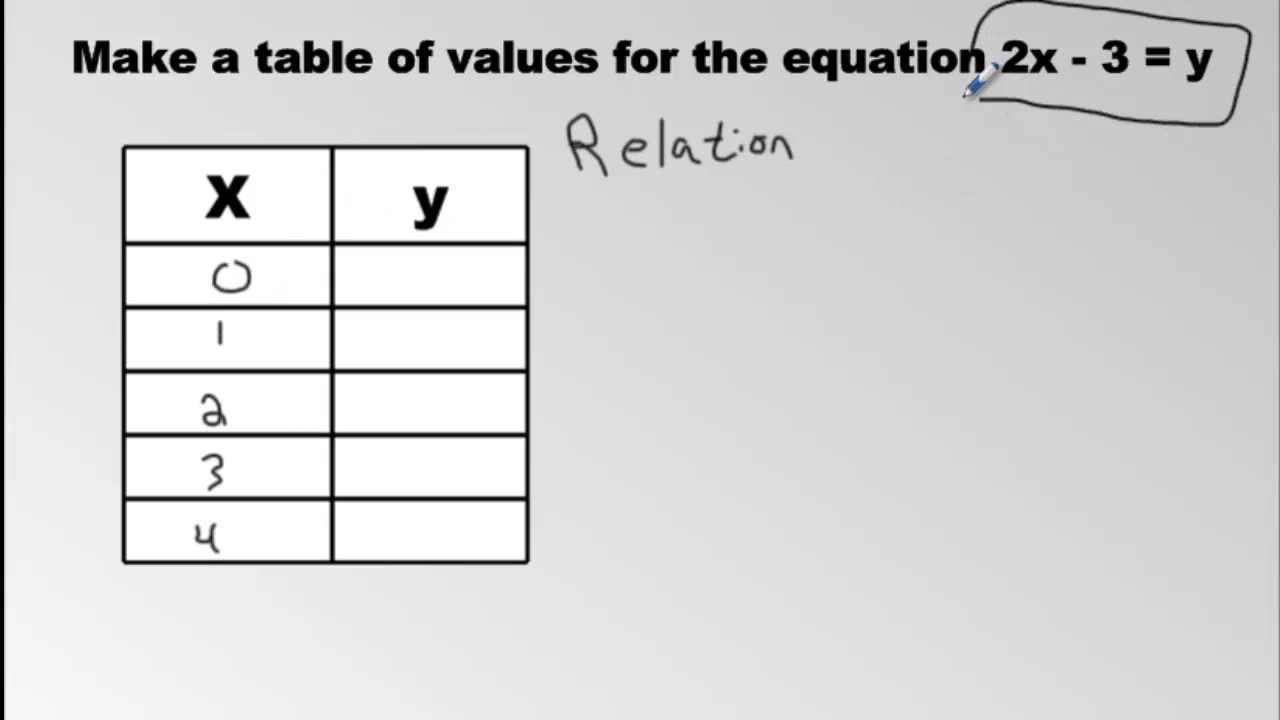 Make a table of values for the equation 2x - 3 = y
Relation
X y
0
1
2
3
4